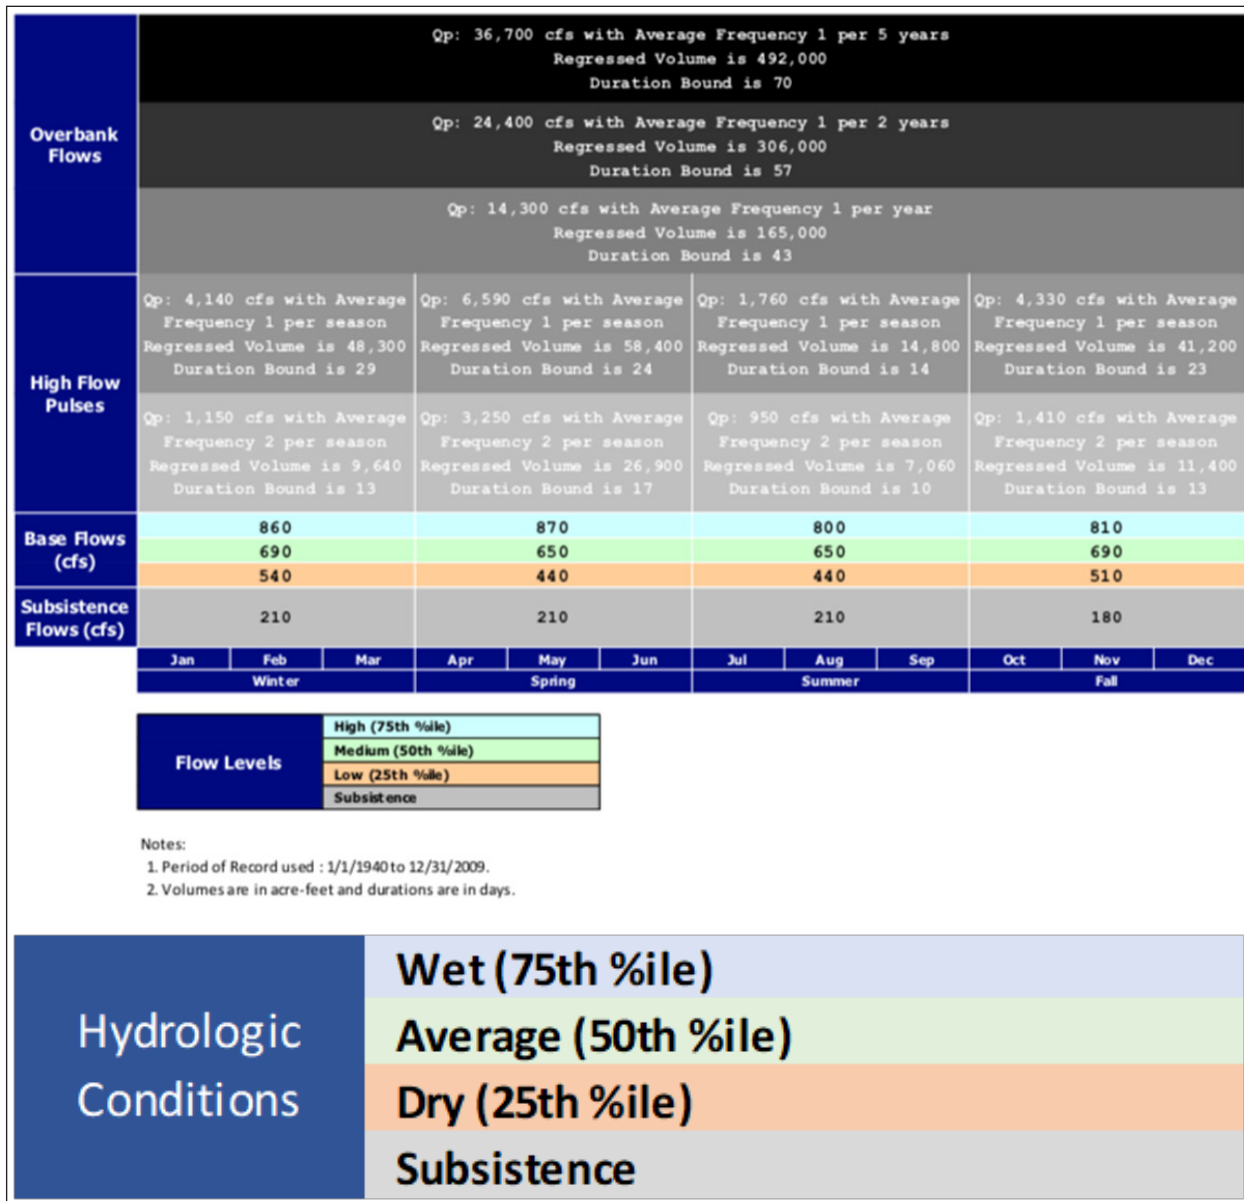 Overbank
Flows
Qp: 36,700 cfs with Average Frequency 1 per 5 years
Regressed Volume is 492,000
Duration Bound is 70
Qp: 24,400 cfs with Average Frequency 1 per 2 years
Regressed Volume is 306,000
Duration Bound is 57
Qp: 14,300 cfs with Average Frequency 1 per year
Regressed Volume is 165,000
Duration Bound is 43
High Flow
Pulses
Qp: 4,140 cfs with Average
Frequency 1 per season
Regressed Volume is 48,300
Duration Bound is 29
Qp: 6,590 cfs with Average
Frequency 1 per season
Regressed Volume is 58,400
Duration Bound is 24
Qp: 1,760 cfs with Average
Frequency 1 per season
Regressed Volume is 14,800
Duration Bound is 14
Qp: 4,330 cfs with Average
Frequency 1 per season
Regressed Volume is 41,200
Duration Bound is 23
Qp: 1,150 cfs with Average
Frequency 2 per season
Regressed Volume is 9,640
Duration Bound is 13
Qp: 3,250 cfs with Average
Frequency 2 per season
Regressed Volume is 26,900
Duration Bound is 17
Qp: 950 cfs with Average
Frequency 2 per season
Regressed Volume is 7,060
Duration Bound is 10
Qp: 1,410 cfs with Average
Frequency 2 per season
Regressed Volume is 11,400
Duration Bound is 13
Base Flows
(cfs)
860 870 800 810
690 650 650 690
540 440 440 510
Subsistence
Flows (cfs)
210 210 210 180
Jan Feb Mar Apr May Jun Jul Aug Sep Oct Nov Dec
Winter Spring Summer Fall
Flow Levels
High (75th %ile)
Medium (50th %ile)
Low (25th %ile)
Subsistence
Notes:
1. Period of Record used : 1/1/1940 to 12/31/2009.
2. Volumes are in acre-feet and durations are in days.
Hydrologic
Conditions
Wet (75th %ile)
Average (50th %ile)
Dry (25th %ile)
Subsistence